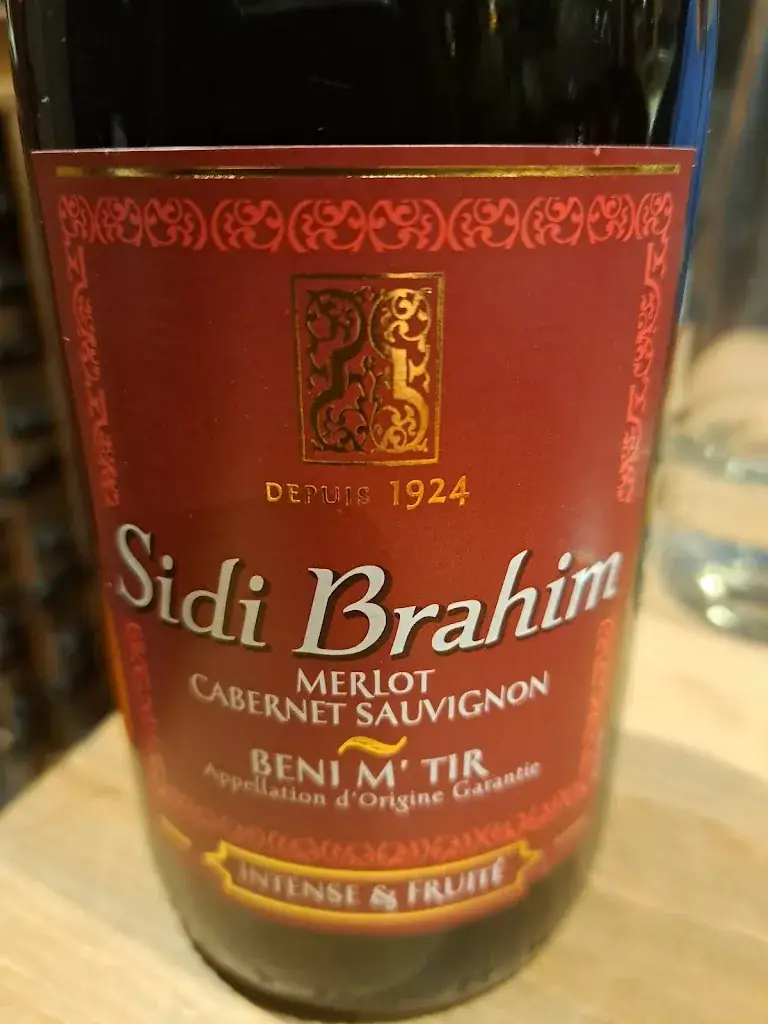 DEPUIS 1924
Sidi Brahim
MERLOT
CABERNET SAUVIGNON
BENI M' TIR
Appellation d'Origine Garantie
INTENSE & FRUITÉ